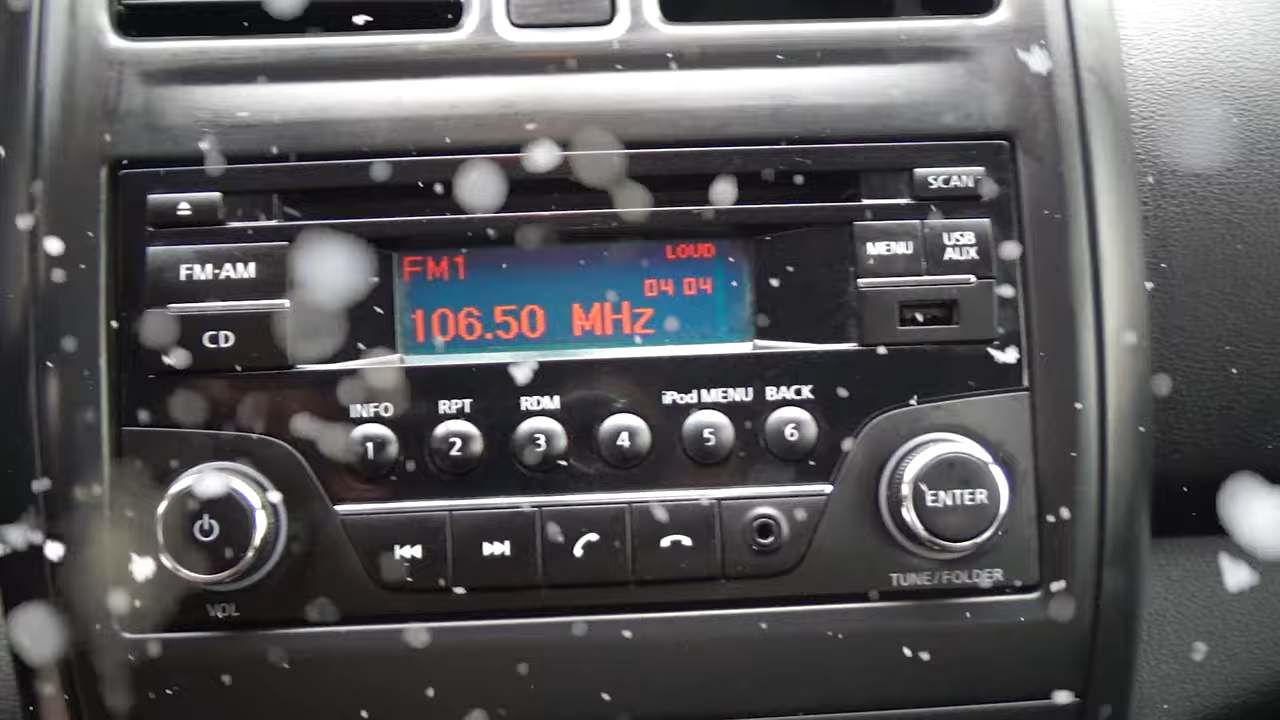 SCAN
FM-AM
CD
FM1
LOUD
04 04
106.50 MHz
MENU
USB
AUX
INFO
RPT
RDM
iPod MENU
BACK
1
2
3
4
5
6
ENTER
VOL
TUNE/FOLDER